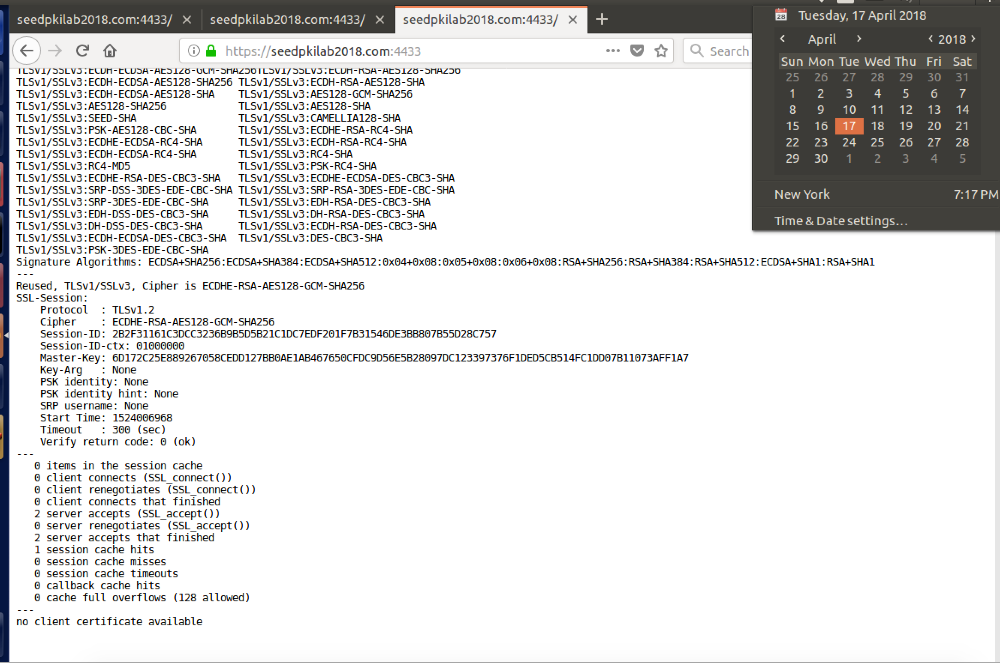 seedpkilab2018.com:4433/ seedpkilab2018.com:4433/ seedpkilab2018.com:4433/
https://seedpkilab2018.com:4433 Search
TLSv1/SSLv3:ECDH-ECDSA-AES128-GCM-SHA256TLSv1/SSLv3:ECDH-RSA-AES128-SHA256
TLSv1/SSLv3:ECDH-ECDSA-AES128-SHA256 TLSv1/SSLv3:ECDH-RSA-AES128-SHA
TLSv1/SSLv3:ECDH-ECDSA-AES128-SHA TLSv1/SSLv3:AES128-GCM-SHA256
TLSv1/SSLv3:AES128-SHA256 TLSv1/SSLv3:AES128-SHA
TLSv1/SSLv3:SEED-SHA TLSv1/SSLv3:CAMELLIA128-SHA
TLSv1/SSLv3:PSK-AES128-CBC-SHA TLSv1/SSLv3:ECDHE-RSA-RC4-SHA
TLSv1/SSLv3:ECDHE-ECDSA-RC4-SHA TLSv1/SSLv3:ECDH-RSA-RC4-SHA
TLSv1/SSLv3:ECDH-ECDSA-RC4-SHA TLSv1/SSLv3:RC4-SHA
TLSv1/SSLv3:RC4-MD5 TLSv1/SSLv3:PSK-RC4-SHA
TLSv1/SSLv3:ECDHE-RSA-DES-CBC3-SHA TLSv1/SSLv3:ECDHE-ECDSA-DES-CBC3-SHA
TLSv1/SSLv3:SRP-DSS-3DES-EDE-CBC-SHA TLSv1/SSLv3:SRP-RSA-3DES-EDE-CBC-SHA
TLSv1/SSLv3:SRP-3DES-EDE-CBC-SHA TLSv1/SSLv3:EDH-RSA-DES-CBC3-SHA
TLSv1/SSLv3:EDH-DSS-DES-CBC3-SHA TLSv1/SSLv3:DH-RSA-DES-CBC3-SHA
TLSv1/SSLv3:DH-DSS-DES-CBC3-SHA TLSv1/SSLv3:ECDH-RSA-DES-CBC3-SHA
TLSv1/SSLv3:ECDH-ECDSA-DES-CBC3-SHA TLSv1/SSLv3:DES-CBC3-SHA
TLSv1/SSLv3:PSK-3DES-EDE-CBC-SHA
Signature Algorithms: ECDSA+SHA256:ECDSA+SHA384:ECDSA+SHA512:0x04+0x08:0x05+0x08:0x06+0x08:RSA+SHA256:RSA+SHA384:RSA+SHA512:ECDSA+SHA1:RSA+SHA1
---
Reused, TLSv1/SSLv3, Cipher is ECDHE-RSA-AES128-GCM-SHA256
SSL-Session:
Protocol : TLSv1.2
Cipher : ECDHE-RSA-AES128-GCM-SHA256
Session-ID: 2B2F31161C3DCC3236B9B5D5B21C1DC7EDF201F7B31546DE3BB807B55D28C757
Session-ID-ctx: 01000000
Master-Key: 6D172C25E889267058CEDD127BB0AE1AB467650CFDC9D56E5B28097DC123397376F1DED5CB514FC1DD07B11073AFF1A7
Key-Arg : None
PSK identity: None
PSK identity hint: None
SRP username: None
Start Time: 1524006968
Timeout : 300 (sec)
Verify return code: 0 (ok)
---
0 items in the session cache
0 client connects (SSL_connect())
0 client renegotiates (SSL_connect())
0 client connects that finished
2 server accepts (SSL_accept())
0 server renegotiates (SSL_accept())
2 server accepts that finished
1 session cache hits
0 session cache misses
0 session cache timeouts
0 callback cache hits
0 cache full overflows (128 allowed)
---
no client certificate available
28 Tuesday, 17 April 2018
April 2018
Sun Mon Tue Wed Thu Fri Sat
25 26 27 28 29 30 31
1 2 3 4 5 6 7
8 9 10 11 12 13 14
15 16 17 18 19 20 21
22 23 24 25 26 27 28
29 30 1 2 3 4 5
New York 7:17 PM
Time & Date settings...